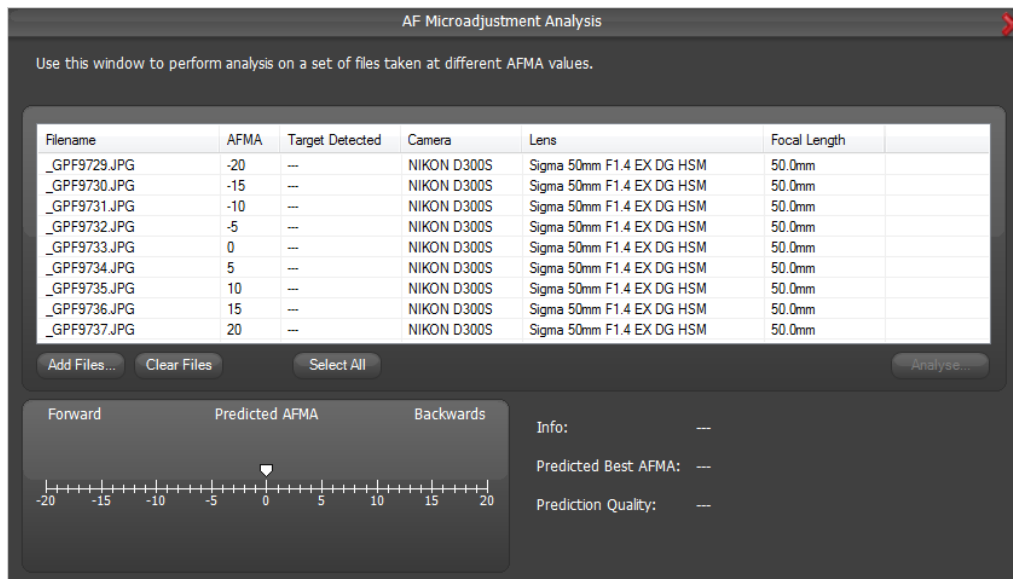 AF Microadjustment Analysis
Use this window to perform analysis on a set of files taken at different AFMA values.
Filename AFMA Target Detected Camera Lens Focal Length
_GPF9729.JPG -20 --- NIKON D300S Sigma 50mm F1.4 EX DG HSM 50.0mm
_GPF9730.JPG -15 --- NIKON D300S Sigma 50mm F1.4 EX DG HSM 50.0mm
_GPF9731.JPG -10 --- NIKON D300S Sigma 50mm F1.4 EX DG HSM 50.0mm
_GPF9732.JPG -5 --- NIKON D300S Sigma 50mm F1.4 EX DG HSM 50.0mm
_GPF9733.JPG 0 --- NIKON D300S Sigma 50mm F1.4 EX DG HSM 50.0mm
_GPF9734.JPG 5 --- NIKON D300S Sigma 50mm F1.4 EX DG HSM 50.0mm
_GPF9735.JPG 10 --- NIKON D300S Sigma 50mm F1.4 EX DG HSM 50.0mm
_GPF9736.JPG 15 --- NIKON D300S Sigma 50mm F1.4 EX DG HSM 50.0mm
_GPF9737.JPG 20 --- NIKON D300S Sigma 50mm F1.4 EX DG HSM 50.0mm
Add Files... Clear Files Select All Analyse...
Forward Predicted AFMA Backwards
-20 -15 -10 -5 0 5 10 15 20
Info: ---
Predicted Best AFMA: ---
Prediction Quality: ---